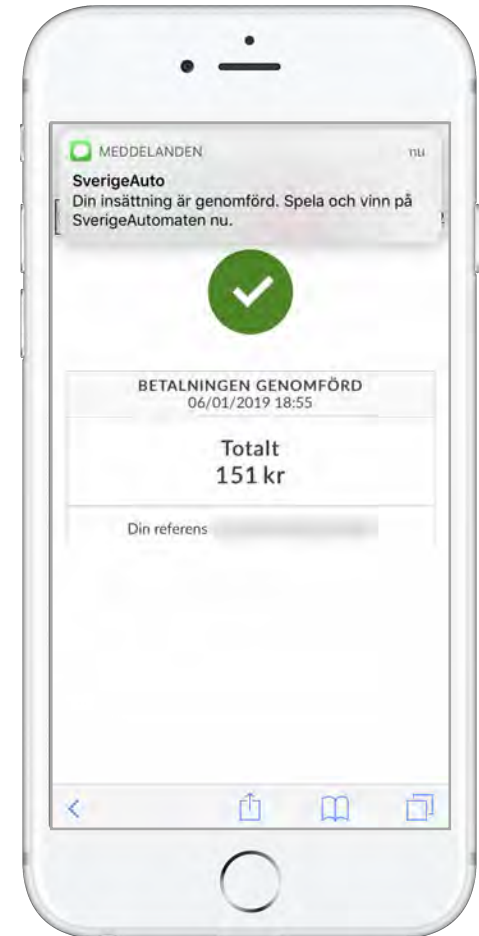 MEDDELANDEN nu
SverigeAuto
Din insättning är genomförd. Spela och vinn på
SverigeAutomaten nu.
BETALNINGEN GENOMFÖRD
06/01/2019 18:55
Totalt
151 kr
Din referens